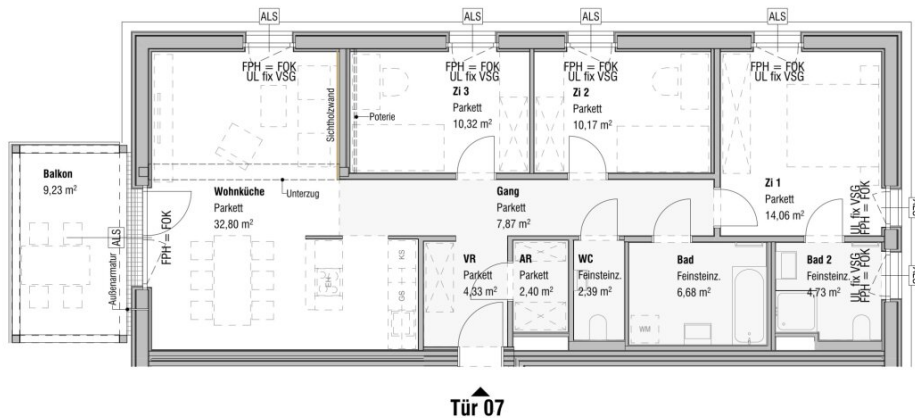 ALS
ALS
ALS
ALS
FPH = FOK
UL fix VSG
FPH = FOK
UL fix VSG
FPH = FOK
UL fix VSG
FPH = FOK
UL fix VSG
Sichtholzwand
Poterie
Zi 3
Parkett
10,32 m²
Zi 2
Parkett
10,17 m²
Balkon
9,23 m²
ALS
Außenarmatur
FPH = FOK
Wohnküche
Parkett
32,80 m²
Unterzug
Gang
Parkett
7,87 m²
Zi 1
Parkett
14,06 m²
UL fix VSG
FPH = FOK
VR
Parkett
4,33 m²
AR
Parkett
2,40 m²
WC
Feinsteinz.
2,39 m²
Bad
Feinsteinz.
6,68 m²
Bad 2
Feinsteinz.
4,73 m²
UL fix VSG
FPH = FOK
EH
KS
GS
WM
Tür 07